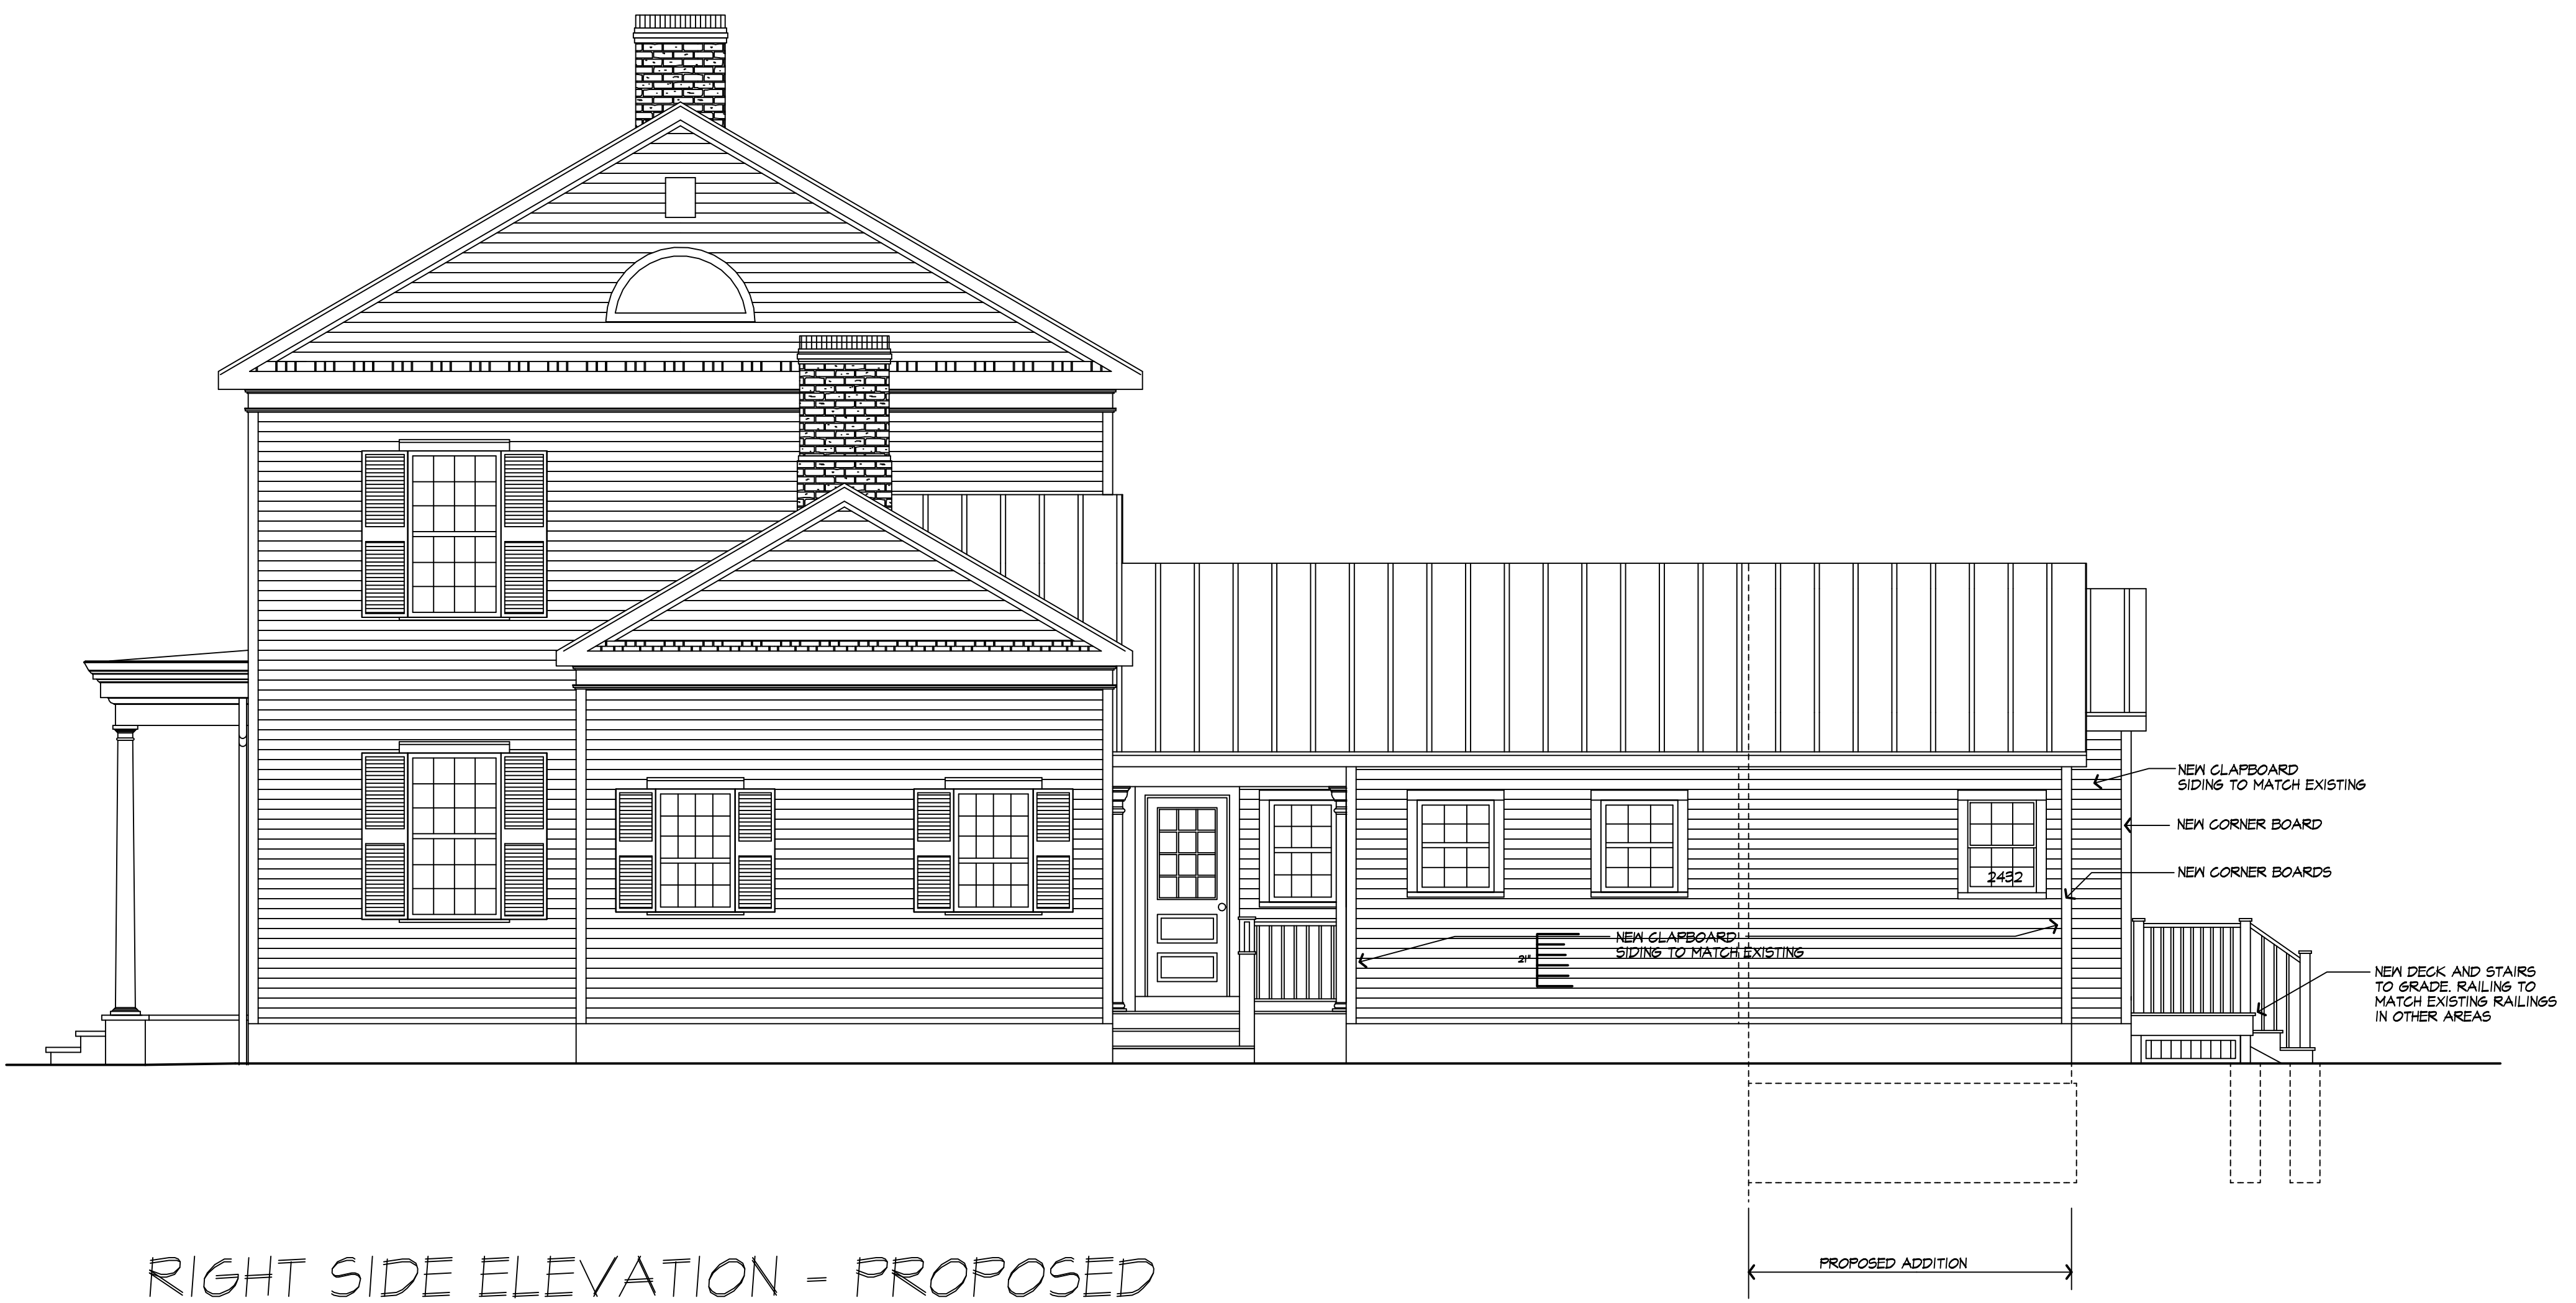 NEW CLAPBOARD
SIDING TO MATCH EXISTING
NEW CORNER BOARD
NEW CORNER BOARDS
2432
NEW CLAPBOARD
SIDING TO MATCH EXISTING
21"
NEW DECK AND STAIRS
TO GRADE. RAILING TO
MATCH EXISTING RAILINGS
IN OTHER AREAS
PROPOSED ADDITION
RIGHT SIDE ELEVATION - PROPOSED